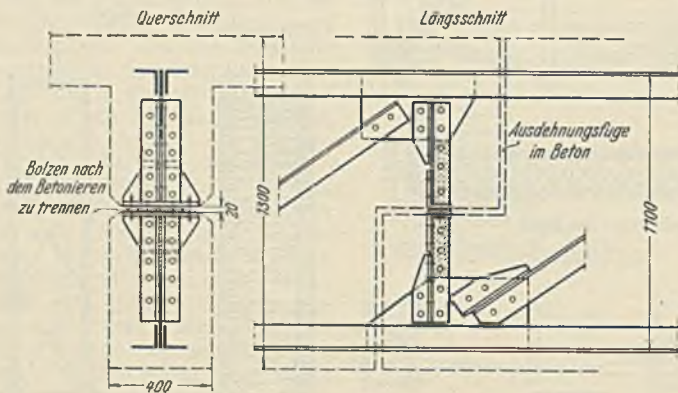 Querschnitt
Längsschnitt
Bolzen nach
dem Betonieren
zu trennen
20
1300
Ausdehnungsfuge
im Beton
1100
400